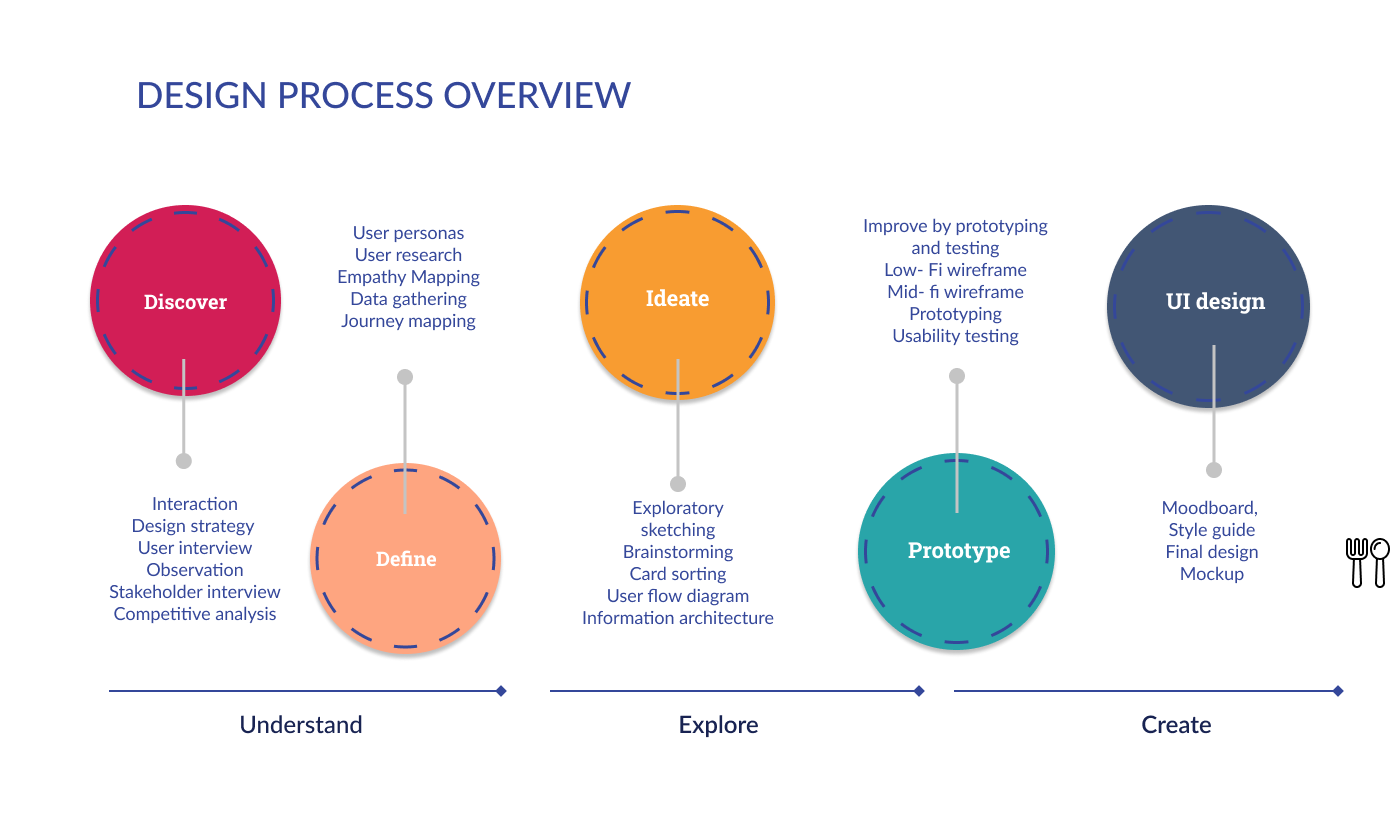 DESIGN PROCESS OVERVIEW
Discover
Interaction
Design strategy
User interview
Observation
Stakeholder interview
Competitive analysis
User personas
User research
Empathy Mapping
Data gathering
Journey mapping
Define
Ideate
Exploratory
sketching
Brainstorming
Card sorting
User flow diagram
Information architecture
Improve by prototyping
and testing
Low- Fi wireframe
Mid- fi wireframe
Prototyping
Usability testing
Prototype
UI design
Moodboard,
Style guide
Final design
Mockup
Understand
Explore
Create